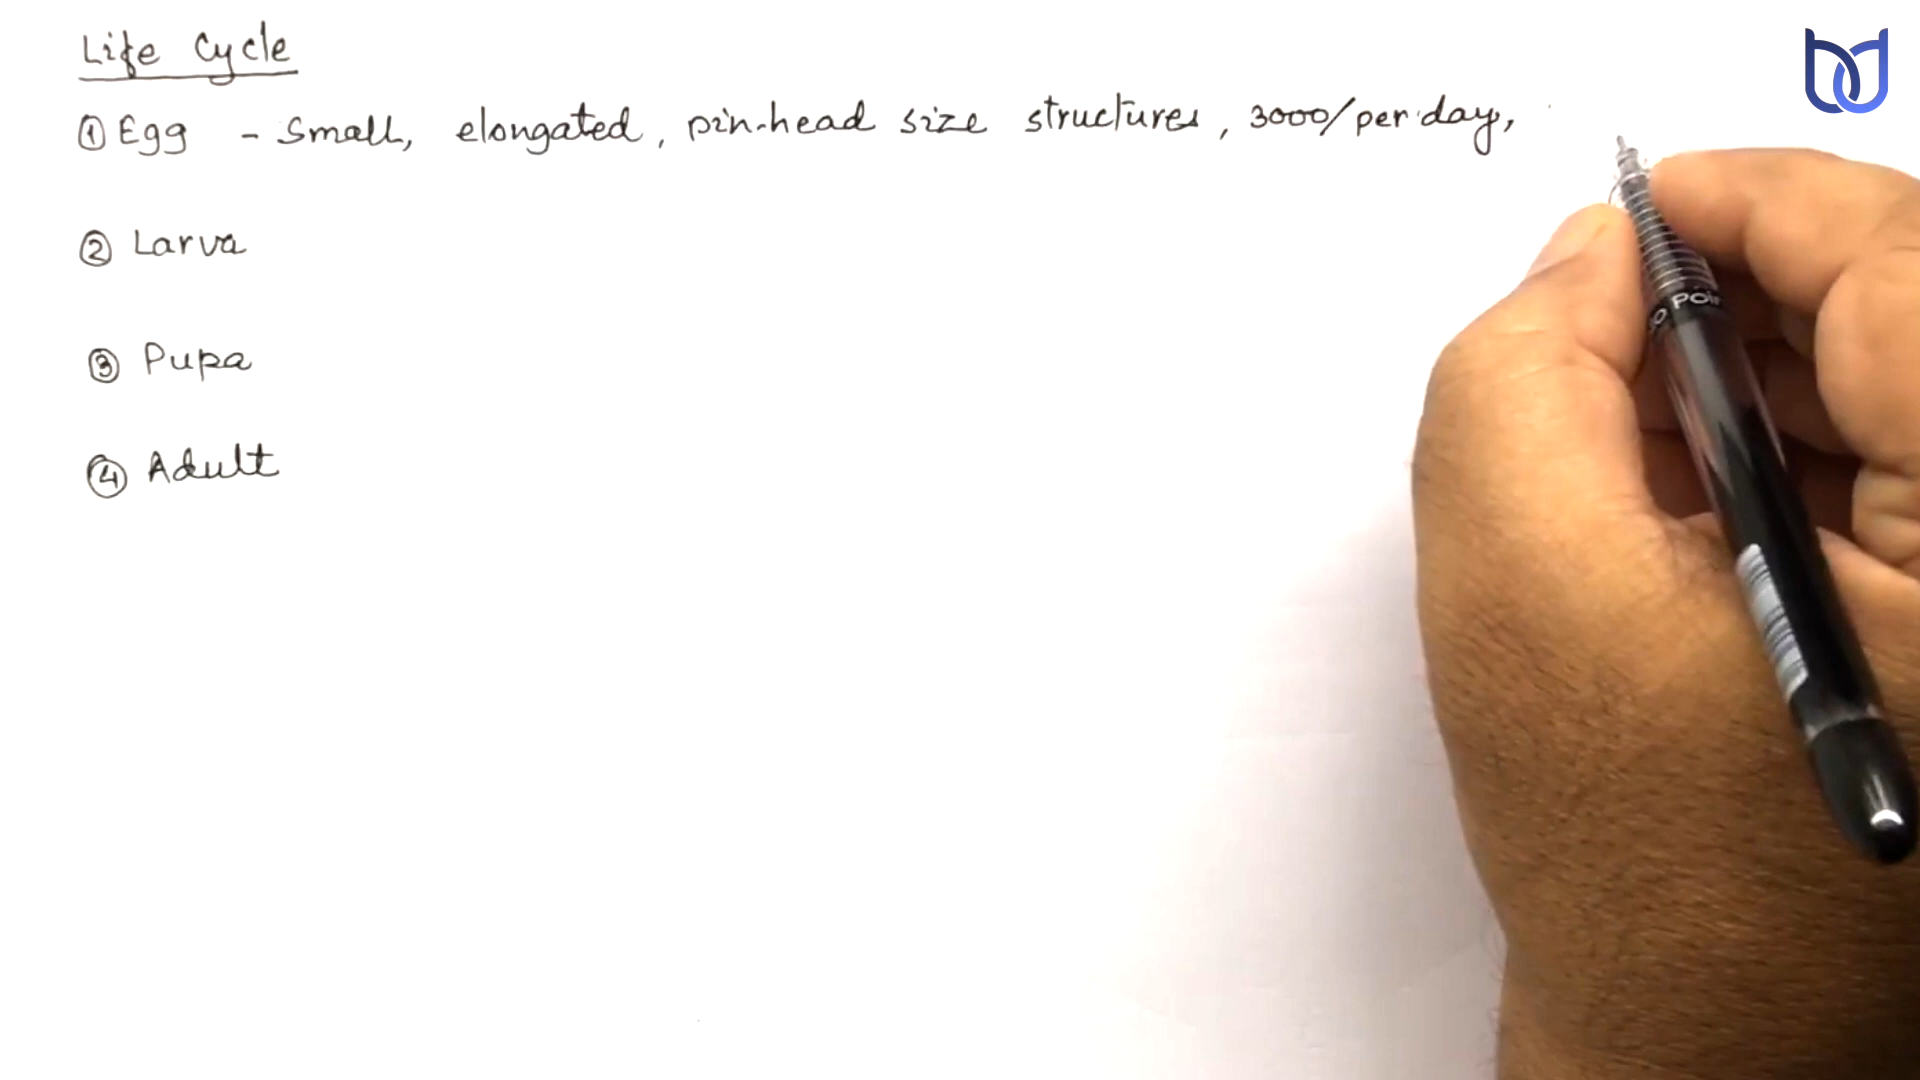 Life Cycle
① Egg - Small, elongated, pin-head size structures, 3000/per day,
② Larva
③ Pupa
④ Adult